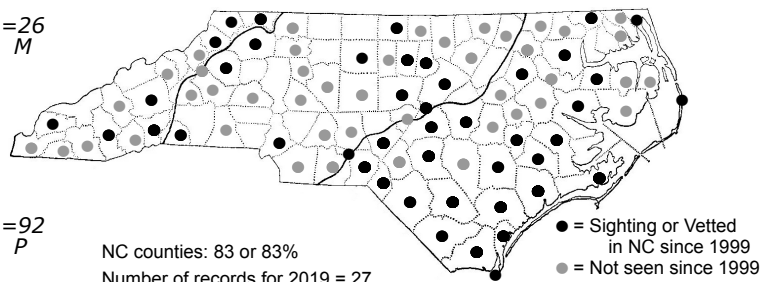 =26
M
=92
P
NC counties: 83 or 83%
Number of records for 2019 = 27
= Sighting or Vetted
in NC since 1999
= Not seen since 1999